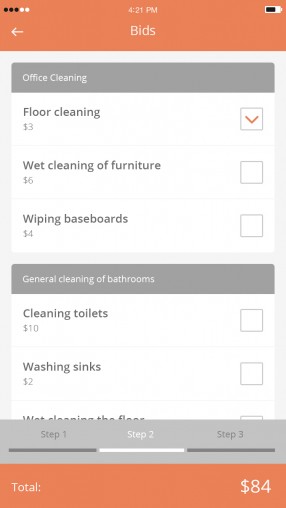 4:21 PM
Bids
Office Cleaning
Floor cleaning
$3
Wet cleaning of furniture
$6
Wiping baseboards
$4
General cleaning of bathrooms
Cleaning toilets
$10
Washing sinks
$2
Wet cleaning the floor
Step 1 Step 2 Step 3
Total: $84